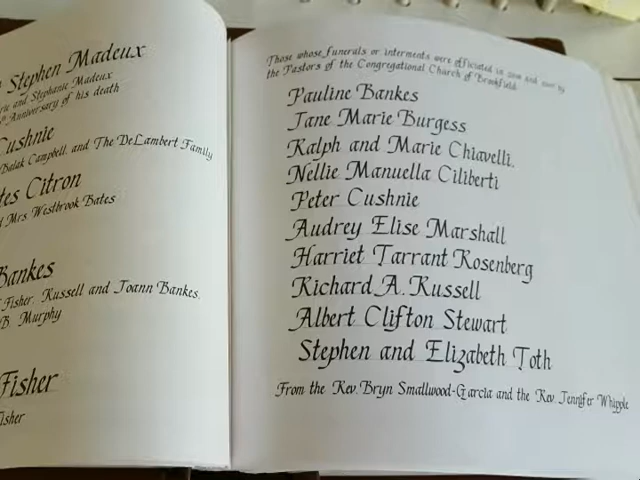 Stephen Madeux
and Stephanie Madeux
Anniversary of his death
Cushnie
Balak Campbell, and The DeLambert Family
Citron
Mrs. Westbrook Bates
Bankes
Fisher, Russell and Joann Bankes,
B. Murphy
Fisher
Fisher
Those whose funerals or interments were officiated in and by
the Pastors of the Congregational Church of Brookfield.
Pauline Bankes
Jane Marie Burgess
Ralph and Marie Chiavelli,
Nellie Manuella Ciliberti
Peter Cushnie
Audrey Elise Marshall
Harriet Tarrant Rosenberg
Richard A. Russell
Albert Clifton Stewart
Stephen and Elizabeth Toth
From the Rev. Bryn Smallwood-Garcia and the Rev Jennifer Whipple